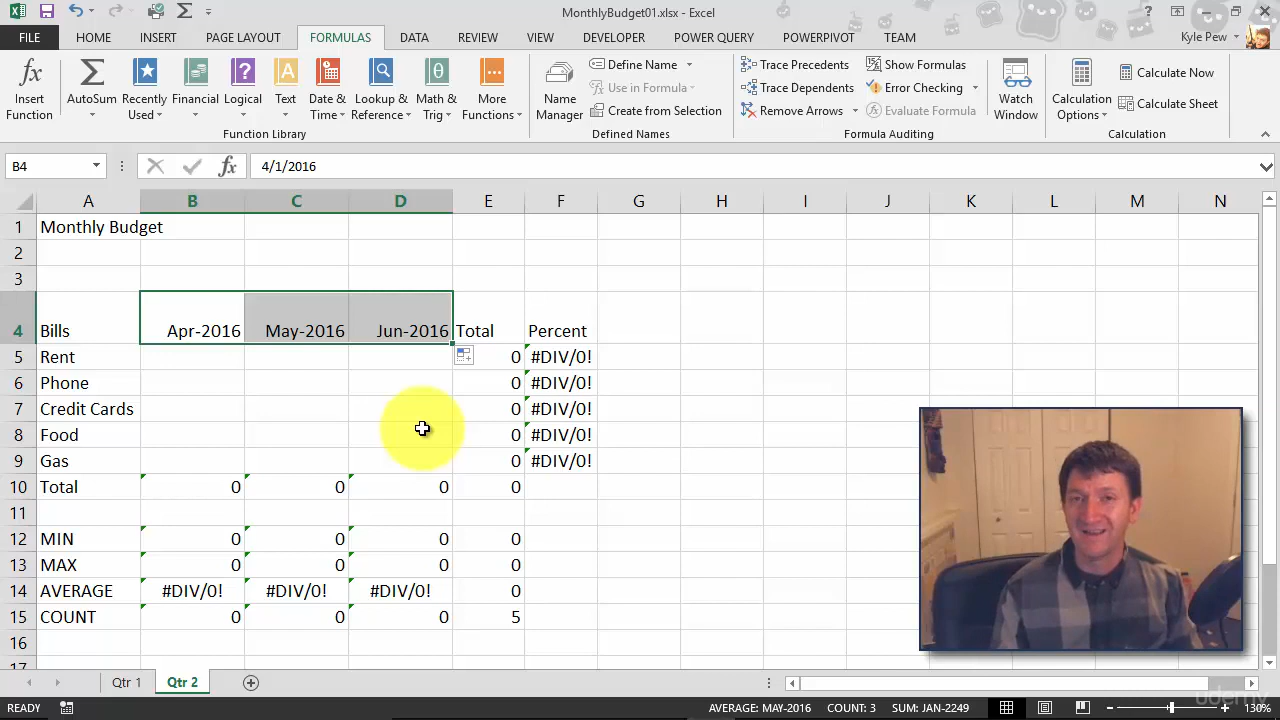 MonthlyBudget01.xlsx - Excel
FILE HOME INSERT PAGE LAYOUT FORMULAS DATA REVIEW VIEW DEVELOPER POWER QUERY POWERPIVOT TEAM Kyle Pew
Insert Function
AutoSum
Recently Used
Financial
Logical
Text
Date & Time
Lookup & Reference
Math & Trig
More Functions
Function Library
Name Manager
Define Name
Use in Formula
Create from Selection
Defined Names
Trace Precedents
Trace Dependents
Remove Arrows
Show Formulas
Error Checking
Evaluate Formula
Formula Auditing
Watch Window
Calculation Options
Calculate Now
Calculate Sheet
Calculation
B4 fx 4/1/2016
A B C D E F G H I J K L M N
1 Monthly Budget
2
3
4 Bills Apr-2016 May-2016 Jun-2016 Total Percent
5 Rent 0 #DIV/0!
6 Phone 0 #DIV/0!
7 Credit Cards 0 #DIV/0!
8 Food 0 #DIV/0!
9 Gas 0 #DIV/0!
10 Total 0 0 0 0
11
12 MIN 0 0 0 0
13 MAX 0 0 0 0
14 AVERAGE #DIV/0! #DIV/0! #DIV/0! 0
15 COUNT 0 0 0 5
16
17
Qtr 1 Qtr 2
READY AVERAGE: MAY-2016 COUNT: 3 SUM: JAN-2249 130%
udemy